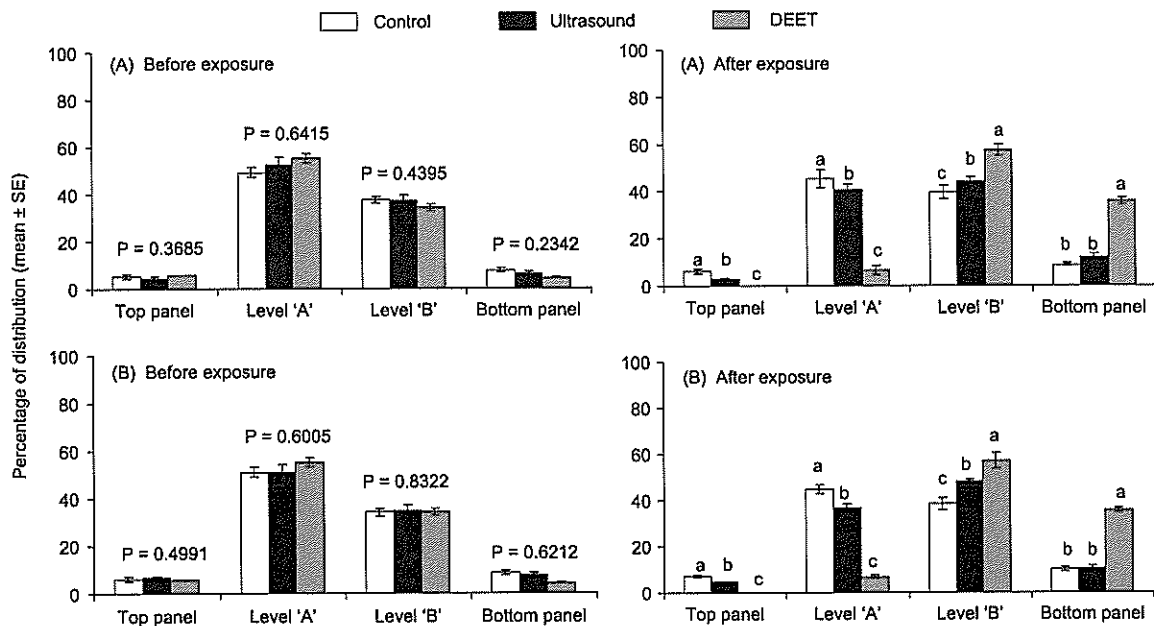 Control Ultrasound DEET
Percentage of distribution (mean ± SE)
(A) Before exposure
100
80
60
40
20
0
P = 0.3685
P = 0.6415
P = 0.4395
P = 0.2342
Top panel Level 'A' Level 'B' Bottom panel
(A) After exposure
100
80
60
40
20
0
a b c
a b c
c b a
b b a
Top panel Level 'A' Level 'B' Bottom panel
(B) Before exposure
100
80
60
40
20
0
P = 0.4991
P = 0.6005
P = 0.8322
P = 0.6212
Top panel Level 'A' Level 'B' Bottom panel
(B) After exposure
100
80
60
40
20
0
a b c
a b c
c b a
b b a
Top panel Level 'A' Level 'B' Bottom panel